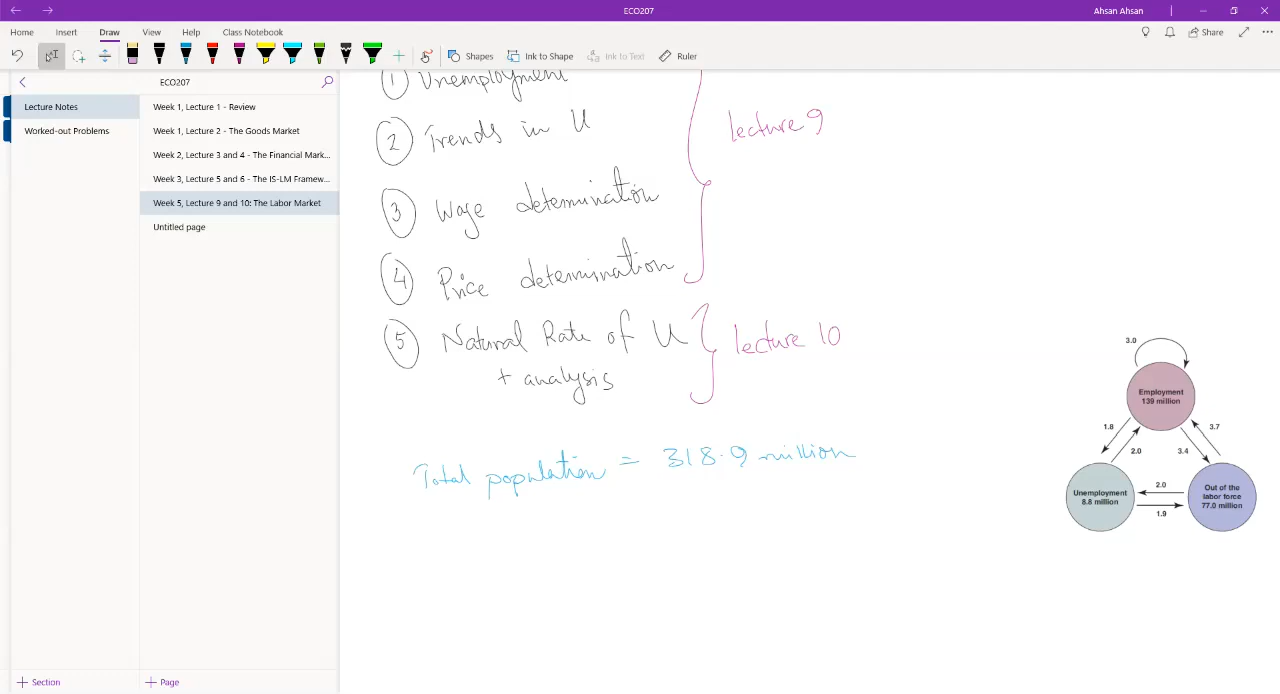 ECO207
Ahsan Ahsan
Home Insert Draw View Help Class Notebook
Share
Shapes Ink to Shape Ink to Text Ruler
ECO207
Lecture Notes
Worked-out Problems
Week 1, Lecture 1 - Review
Week 1, Lecture 2 - The Goods Market
Week 2, Lecture 3 and 4 - The Financial Mark...
Week 3, Lecture 5 and 6 - The IS-LM Framew...
Week 5, Lecture 9 and 10: The Labor Market
Untitled page
+ Section
+ Page
1 Unemployment
2 Trends in U
3 Wage determination
4 Price determination
lecture 9
5 Natural Rate of U
+ analysis
lecture 10
Total population = 318.9 million
3.0
Employment
139 million
1.8
2.0
3.7
3.4
Unemployment
8.8 million
2.0
1.9
Out of the
labor force
77.0 million